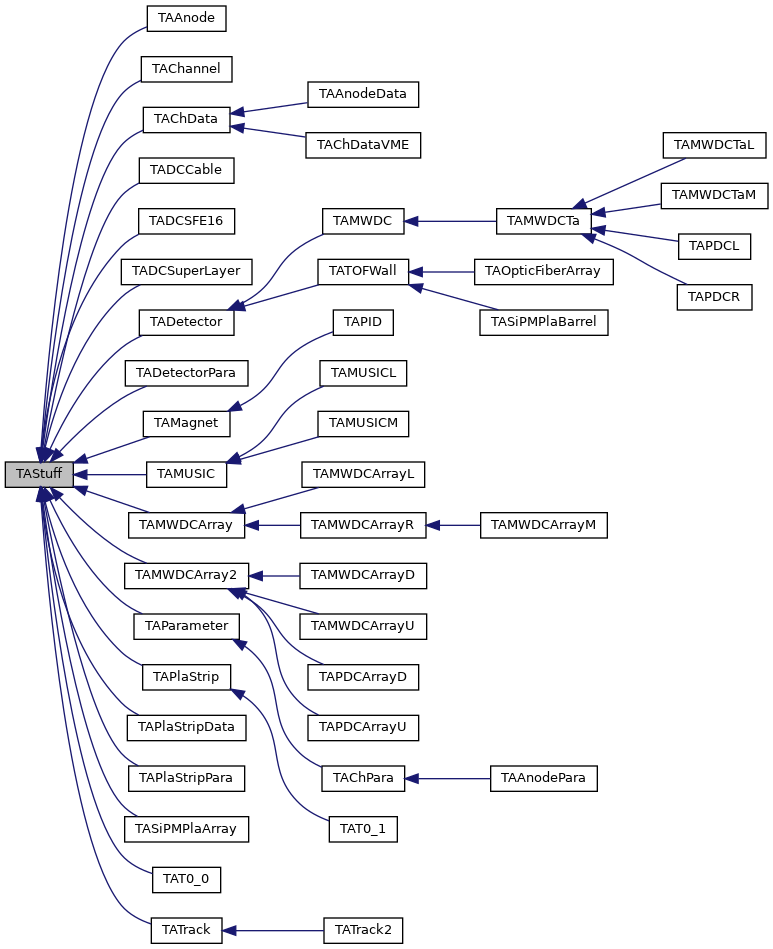 TAAnode
TAChannel
TAAnodeData
TAChData
TAChDataVME
TAMWDCTaL
TADCCable
TAMWDCTaM
TADCSFE16
TAMWDC
TAMWDCTa
TAPDCL
TADCSuperLayer
TATOFWall
TAOpticFiberArray
TAPDCR
TADetector
TAPID
TASiPMPlaBarrel
TADetectorPara
TAMUSICL
TAMagnet
TAMUSICM
TAStuff
TAMUSIC
TAMWDCArrayL
TAMWDCArray
TAMWDCArrayR
TAMWDCArrayM
TAMWDCArray2
TAMWDCArrayD
TAParameter
TAMWDCArrayU
TAPlaStrip
TAPDCArrayD
TAPlaStripData
TAPDCArrayU
TAPlaStripPara
TAChPara
TAAnodePara
TASiPMPlaArray
TAT0_1
TAT0_0
TATrack
TATrack2